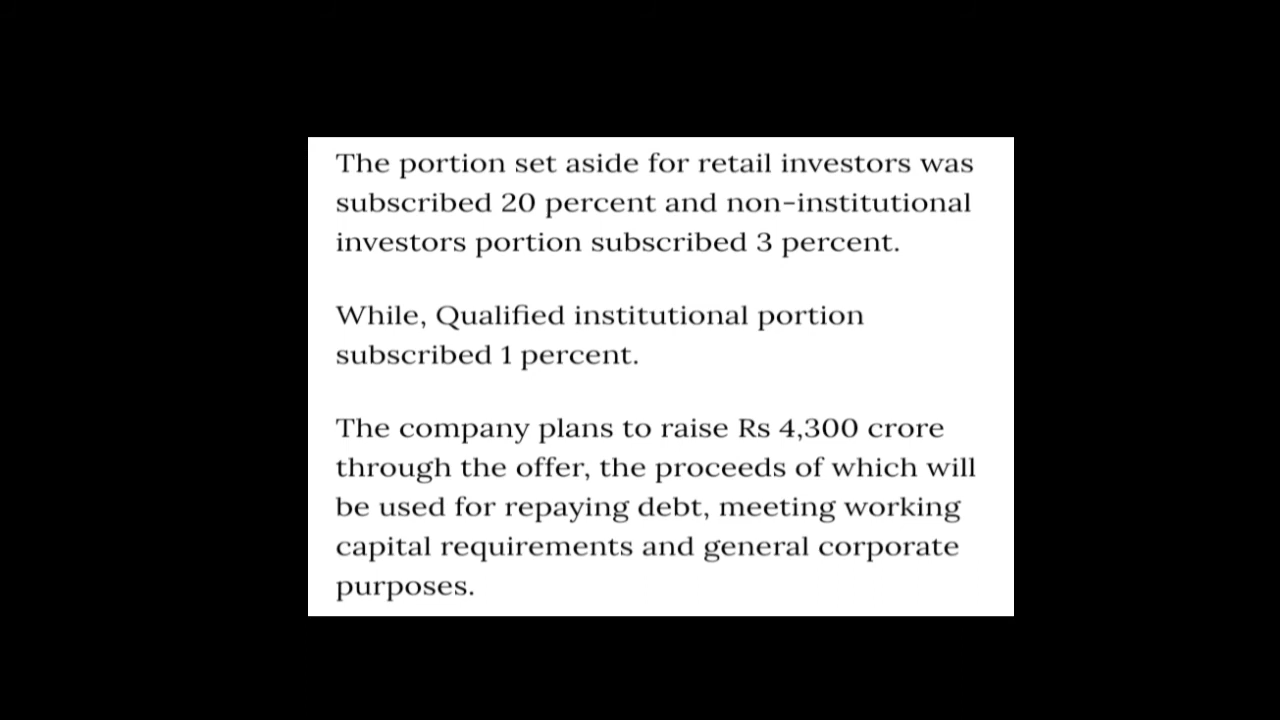 The portion set aside for retail investors was
subscribed 20 percent and non-institutional
investors portion subscribed 3 percent.
While, Qualified institutional portion
subscribed 1 percent.
The company plans to raise Rs 4,300 crore
through the offer, the proceeds of which will
be used for repaying debt, meeting working
capital requirements and general corporate
purposes.